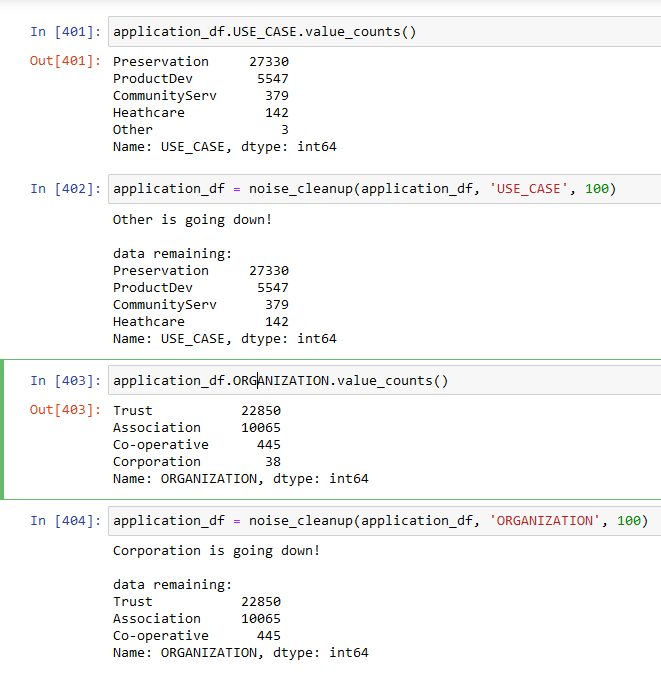 In [401]: application_df.USE_CASE.value_counts()
Out[401]: Preservation 27330
ProductDev 5547
CommunityServ 379
Heathcare 142
Other 3
Name: USE_CASE, dtype: int64
In [402]: application_df = noise_cleanup(application_df, 'USE_CASE', 100)
Other is going down!
data remaining:
Preservation 27330
ProductDev 5547
CommunityServ 379
Heathcare 142
Name: USE_CASE, dtype: int64
In [403]: application_df.ORGANIZATION.value_counts()
Out[403]: Trust 22850
Association 10065
Co-operative 445
Corporation 38
Name: ORGANIZATION, dtype: int64
In [404]: application_df = noise_cleanup(application_df, 'ORGANIZATION', 100)
Corporation is going down!
data remaining:
Trust 22850
Association 10065
Co-operative 445
Name: ORGANIZATION, dtype: int64